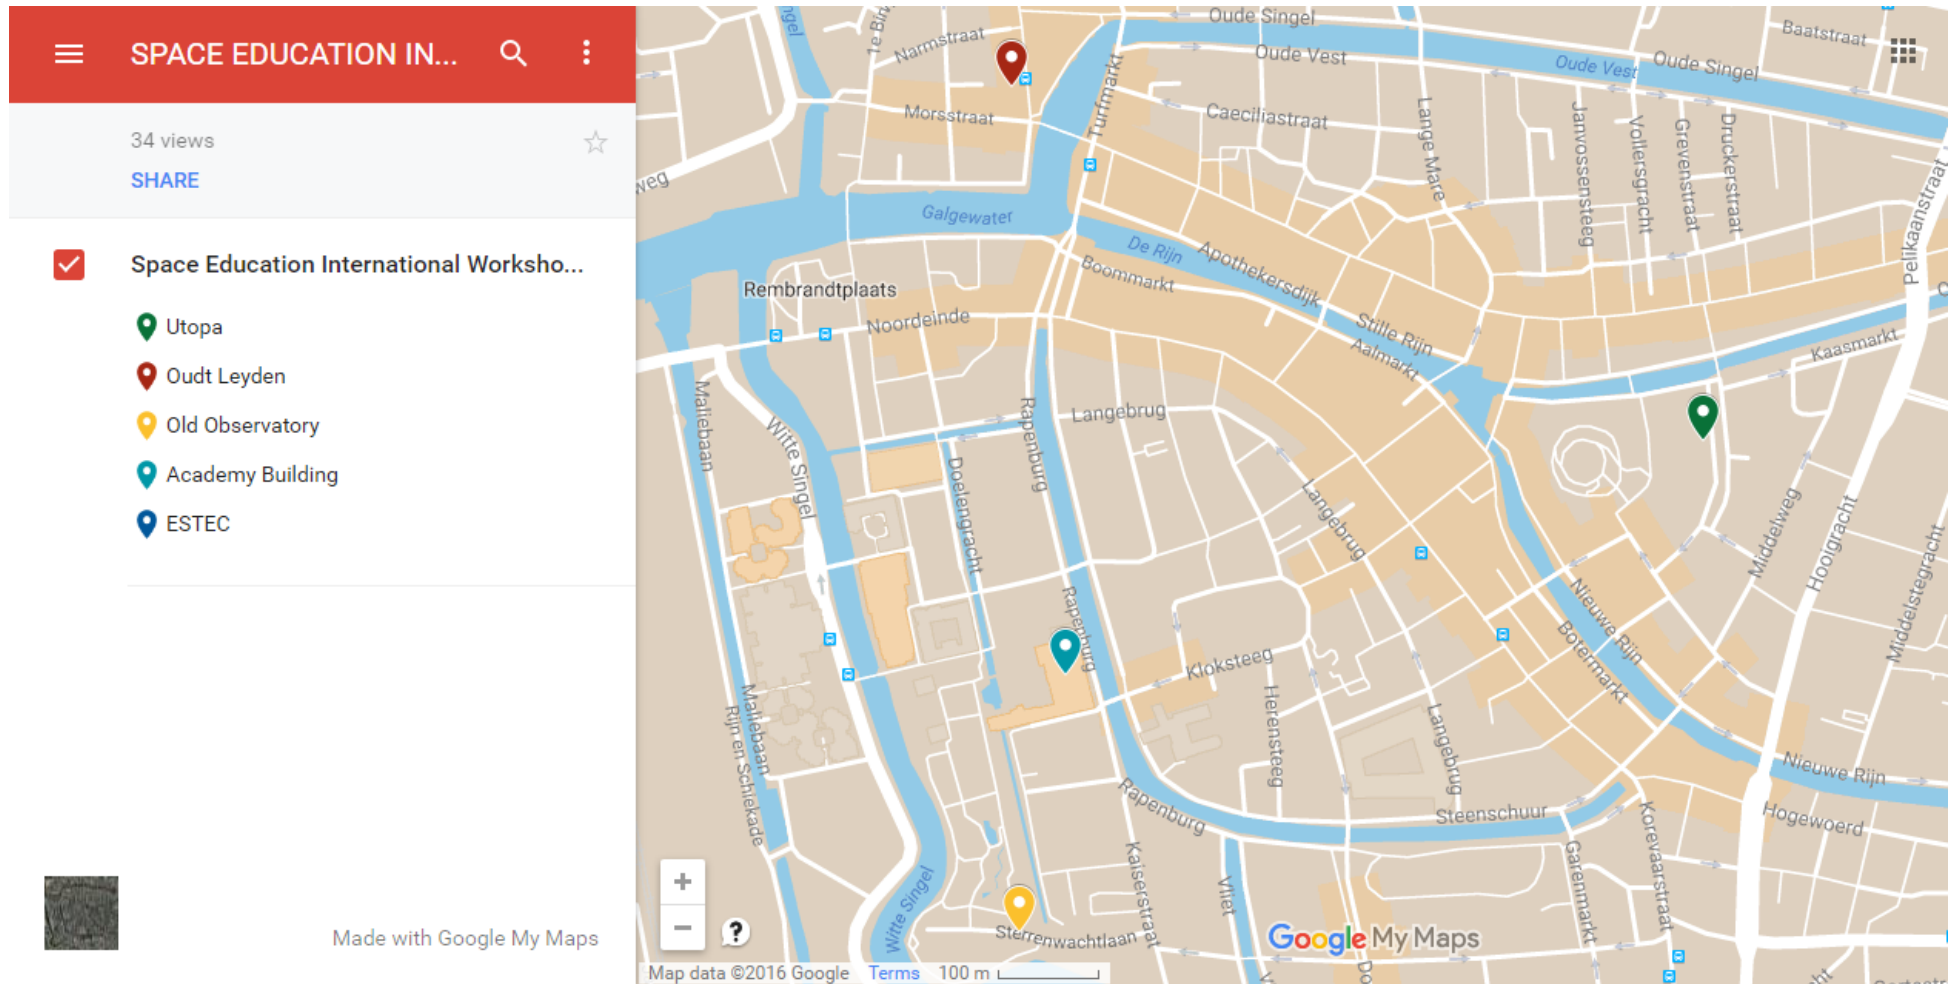 SPACE EDUCATION IN...
34 views
SHARE
Space Education International Worksho...
Utopa
Oudt Leyden
Old Observatory
Academy Building
ESTEC
Made with Google My Maps
Oude Singel
Baatstraat
Narmstraat
Oude Vest
Oude Vest
Oude Singel
Morsstraat
Turfmarkt
Caeciliastraat
Lange Mare
Janvossensteeg
Vollersgracht
Grevenstraat
Druckerstraat
Pelikaanstraat
weg
Galgewater
De Rijn
Apothekersdijk
Boommarkt
Rembrandtplaats
Noordeinde
Stille Rijn
Aalmarkt
Kaasmarkt
Maliebaan
Witte Singel
Rapenburg
Langebrug
Doelengracht
Langebrug
Middelweg
Hooigracht
Middelstegracht
Rapenburg
Nieuwe Rijn
Botermarkt
Kloksteeg
Herensteeg
Langebrug
Maliebaan
Rijn en Schiekade
Nieuwe Rijn
Rapenburg
Steenschuur
Korevaarstraat
Hogewoerd
Kaiserstraat
Vliet
Garenmarkt
Witte Singel
Sterrenwachtlaan
Google My Maps
Map data ©2016 Google Terms 100 m